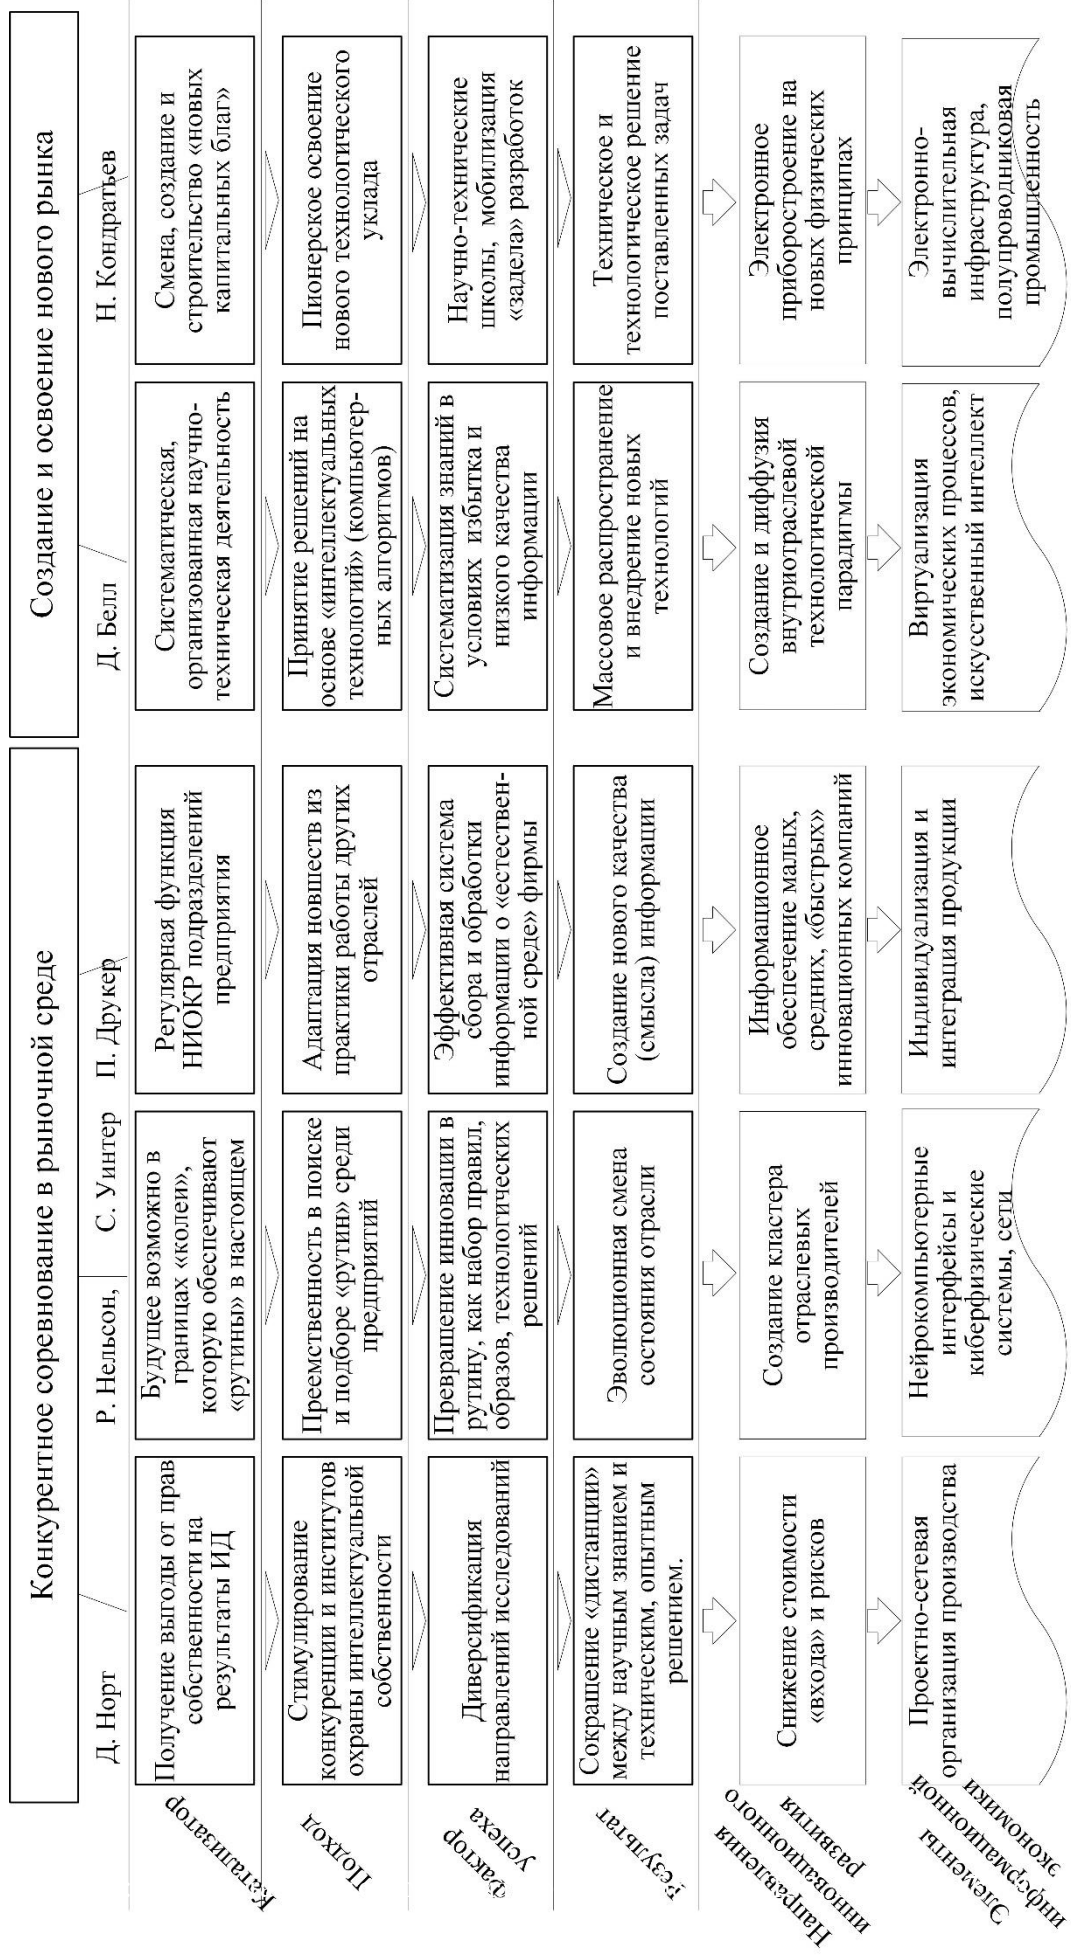 Конкурентное соревнование в рыночной среде
Создание и освоение нового рынка
Д. Норт
Р. Нельсон,
С. Уинтер
П. Друкер
Д. Белл
Н. Кондратьев
Катализатор
Получение выгоды от прав
собственности на
результаты ИД
Будущее возможно в
границах «колеи»,
которую обеспечивают
«рутины» в настоящем
Регулярная функция
НИОКР подразделений
предприятия
Систематическая,
организованная научно-
техническая деятельность
Смена, создание и
строительство «новых
капитальных благ»
Подход
Стимулирование
конкуренции и институтов
охраны интеллектуальной
собственности
Преемственность в поиске
и подборе «рутин» среди
предприятий
Адаптация новшеств из
практики работы других
отраслей
Принятие решений на
основе «интеллектуальных
технологий» (компьютер-
ных алгоритмов)
Пионерское освоение
нового технологического
уклада
Фактор
успеха
Диверсификация
направлений исследований
Превращение инновации в
рутину, как набор правил,
образов, технологических
решений
Эффективная система
сбора и обработки
информации о «естествен-
ной среде» фирмы
Систематизация знаний в
условиях избытка и
низкого качества
информации
Научно-технические
школы, мобилизация
«задела» разработок
Результат
Сокращение «дистанции»
между научным знанием и
техническим, опытным
решением.
Эволюционная смена
состояния отрасли
Создание нового качества
(смысла) информации
Массовое распространение
и внедрение новых
технологий
Техническое и
технологическое решение
поставленных задач
Направления
инновационного
развития
Снижение стоимости
«входа» и рисков
Создание кластера
отраслевых
производителей
Информационное
обеспечение малых,
средних, «быстрых»
инновационных компаний
Создание и диффузия
внутриотраслевой
технологической
парадигмы
Электронное
приборостроение на
новых физических
принципах
Элементы
информационной
экономики
Проектно-сетевая
организация производства
Нейрокомпьютерные
интерфейсы и
киберфизические
системы, сети
Индивидуализация и
интеграция продукции
Виртуализация
экономических процессов,
искусственный интеллект
Электронно-
вычислительная
инфраструктура,
полупроводниковая
промышленность